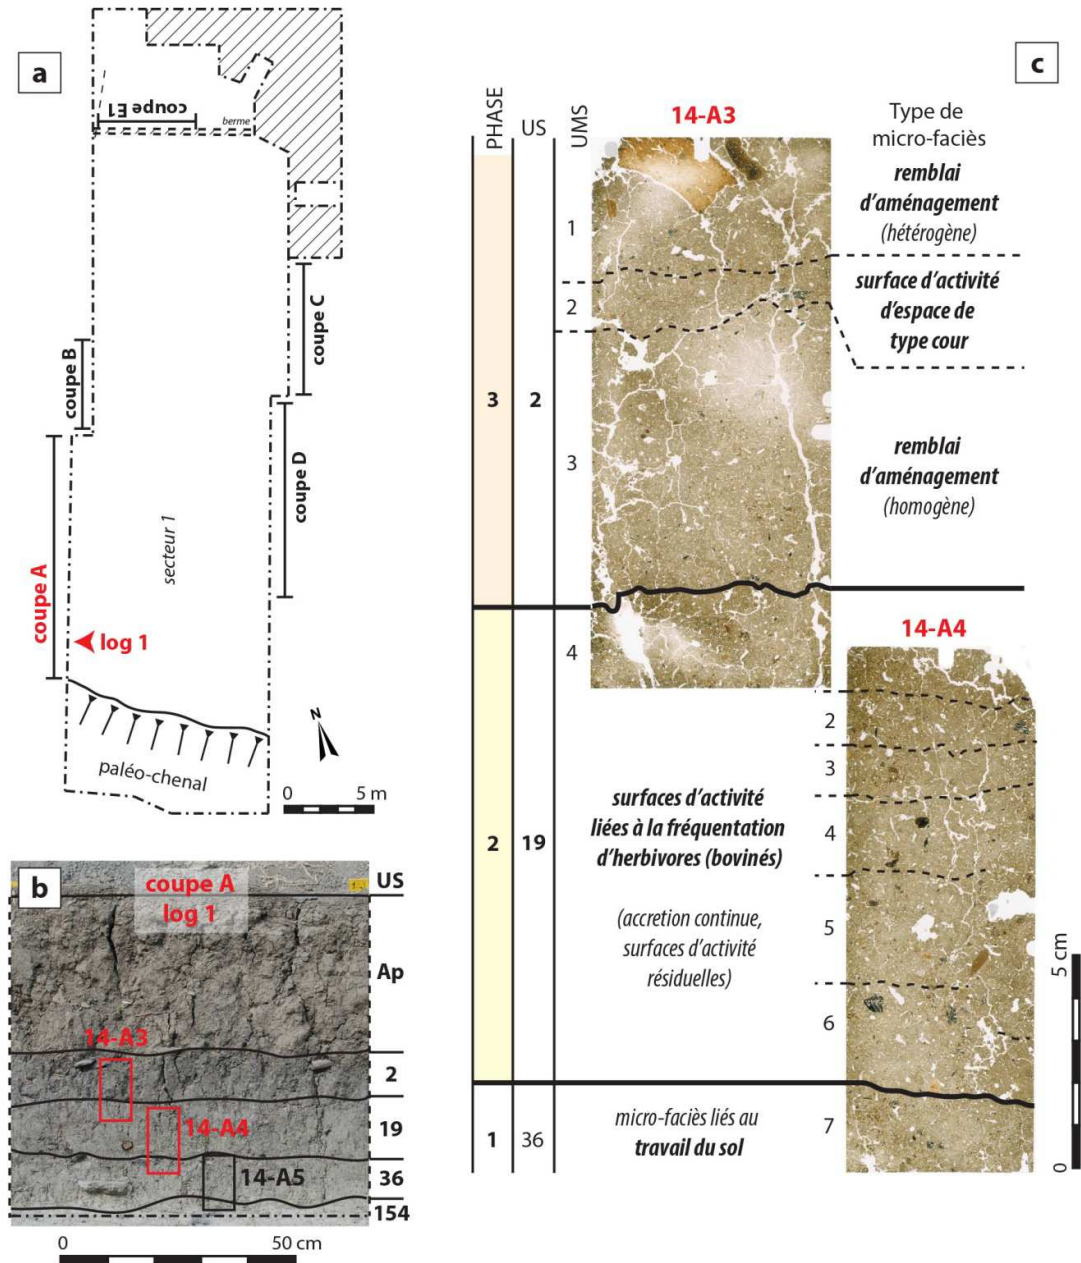 a
coupe E1
berme
coupe B
coupe C
coupe A
coupe D
secteur 1
log 1
paléo-chenal
N
0 5 m
b
coupe A
log 1
US
Ap
14-A3
2
14-A4
19
14-A5
36
154
0 50 cm
c
PHASE
US
UMS
14-A3
Type de
micro-faciès
1
remblai
d'aménagement
(hétérogène)
2
surface d'activité
d'espace de
type cour
3
2
3
remblai
d'aménagement
(homogène)
4
14-A4
2
3
4
5
6
2
19
surfaces d'activité
liées à la fréquentation
d'herbivores (bovinés)
(accretion continue,
surfaces d'activité
résiduelles)
1
36
micro-faciès liés au
travail du sol
7
5 cm
0